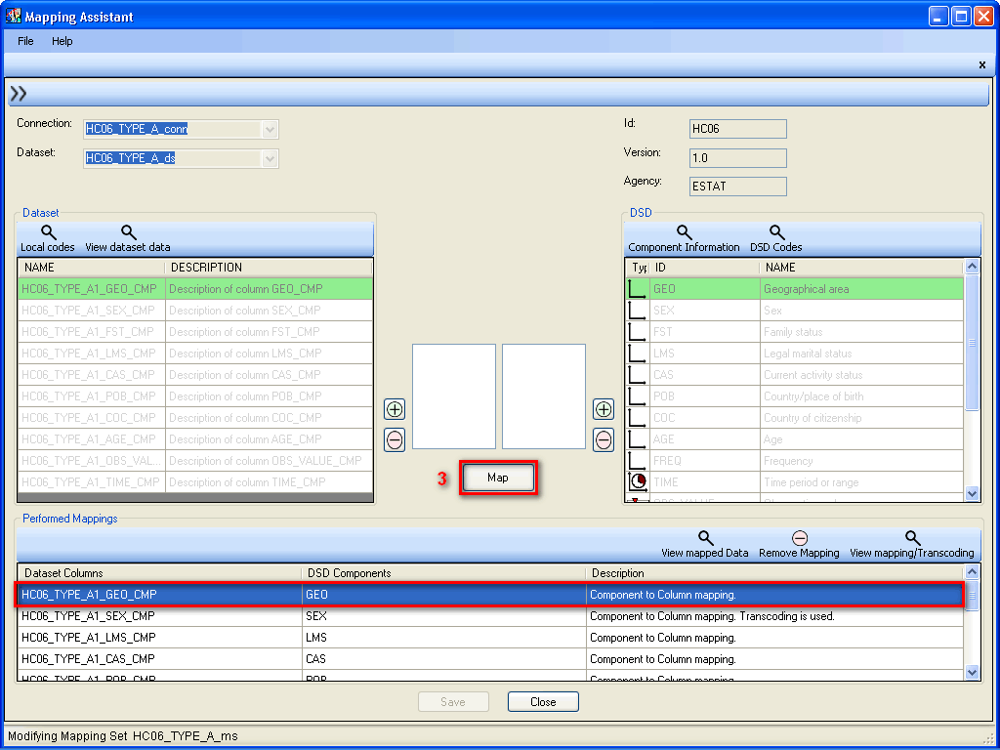 Mapping Assistant
File Help
x
Connection: HC06_TYPE_A_conn
Dataset: HC06_TYPE_A_ds
Id: HC06
Version: 1.0
Agency: ESTAT
Dataset
Local codes View dataset data
NAME DESCRIPTION
HC06_TYPE_A1_GEO_CMP Description of column GEO_CMP
HC06_TYPE_A1_SEX_CMP Description of column SEX_CMP
HC06_TYPE_A1_FST_CMP Description of column FST_CMP
HC06_TYPE_A1_LMS_CMP Description of column LMS_CMP
HC06_TYPE_A1_CAS_CMP Description of column CAS_CMP
HC06_TYPE_A1_POB_CMP Description of column POB_CMP
HC06_TYPE_A1_COC_CMP Description of column COC_CMP
HC06_TYPE_A1_AGE_CMP Description of column AGE_CMP
HC06_TYPE_A1_OBS_VAL... Description of column OBS_VALUE_CMP
HC06_TYPE_A1_TIME_CMP Description of column TIME_CMP
3 Map
DSD
Component Information DSD Codes
Typ ID NAME
GEO Geographical area
SEX Sex
FST Family status
LMS Legal marital status
CAS Current activity status
POB Country/place of birth
COC Country of citizenship
AGE Age
FREQ Frequency
TIME Time period or range
Performed Mappings
View mapped Data Remove Mapping View mapping/Transcoding
Dataset Columns DSD Components Description
HC06_TYPE_A1_GEO_CMP GEO Component to Column mapping.
HC06_TYPE_A1_SEX_CMP SEX Component to Column mapping. Transcoding is used.
HC06_TYPE_A1_LMS_CMP LMS Component to Column mapping.
HC06_TYPE_A1_CAS_CMP CAS Component to Column mapping.
HC06_TYPE_A1_POB_CMP POB Component to Column mapping.
Save Close
Modifying Mapping Set HC06_TYPE_A_ms